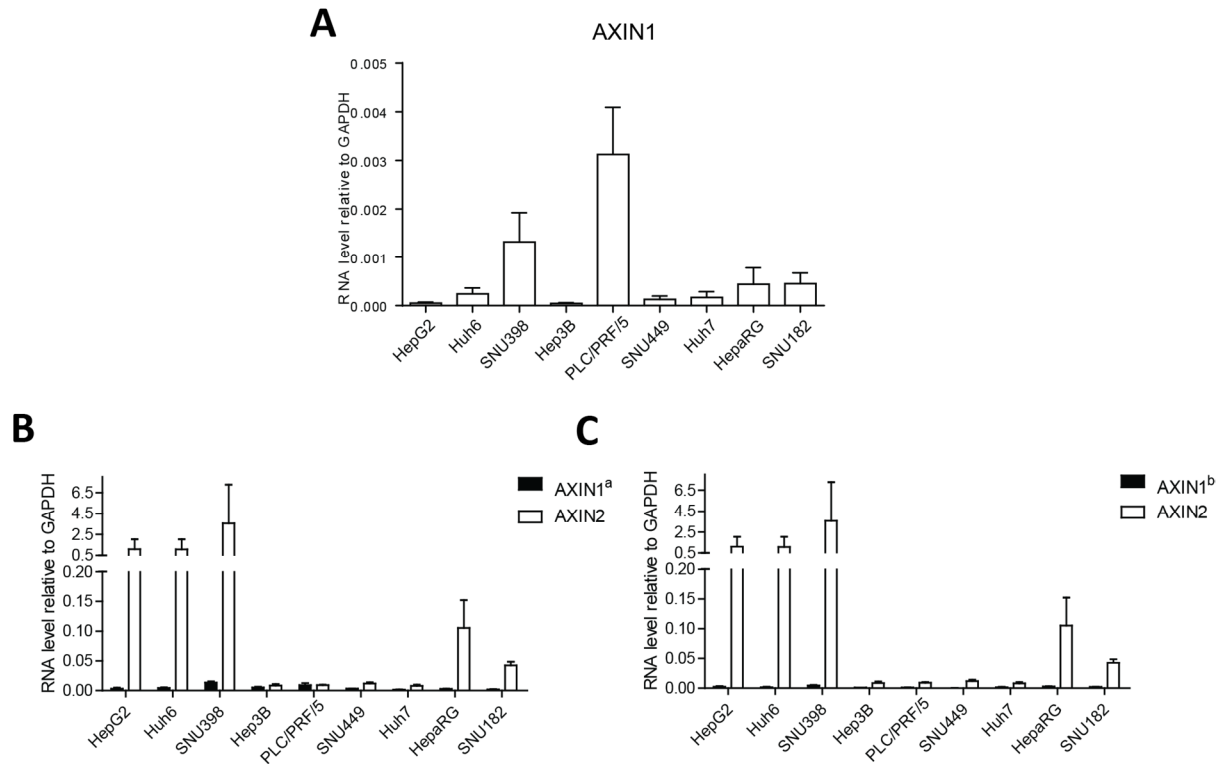 A
AXIN1
RNA level relative to GAPDH
0.005
0.004
0.003
0.002
0.001
0.000
HepG2
Huh6
SNU398
Hep3B
PLC/PRF/5
SNU449
Huh7
HepaRG
SNU182
B
RNA level relative to GAPDH
6.5
4.5
2.5
0.5
0.20
0.15
0.10
0.05
0.00
HepG2
Huh6
SNU398
Hep3B
PLC/PRF/5
SNU449
Huh7
HepaRG
SNU182
AXIN1a
AXIN2
C
RNA level relative to GAPDH
6.5
4.5
2.5
0.5
0.20
0.15
0.10
0.05
0.00
HepG2
Huh6
SNU398
Hep3B
PLC/PRF/5
SNU449
Huh7
HepaRG
SNU182
AXIN1b
AXIN2